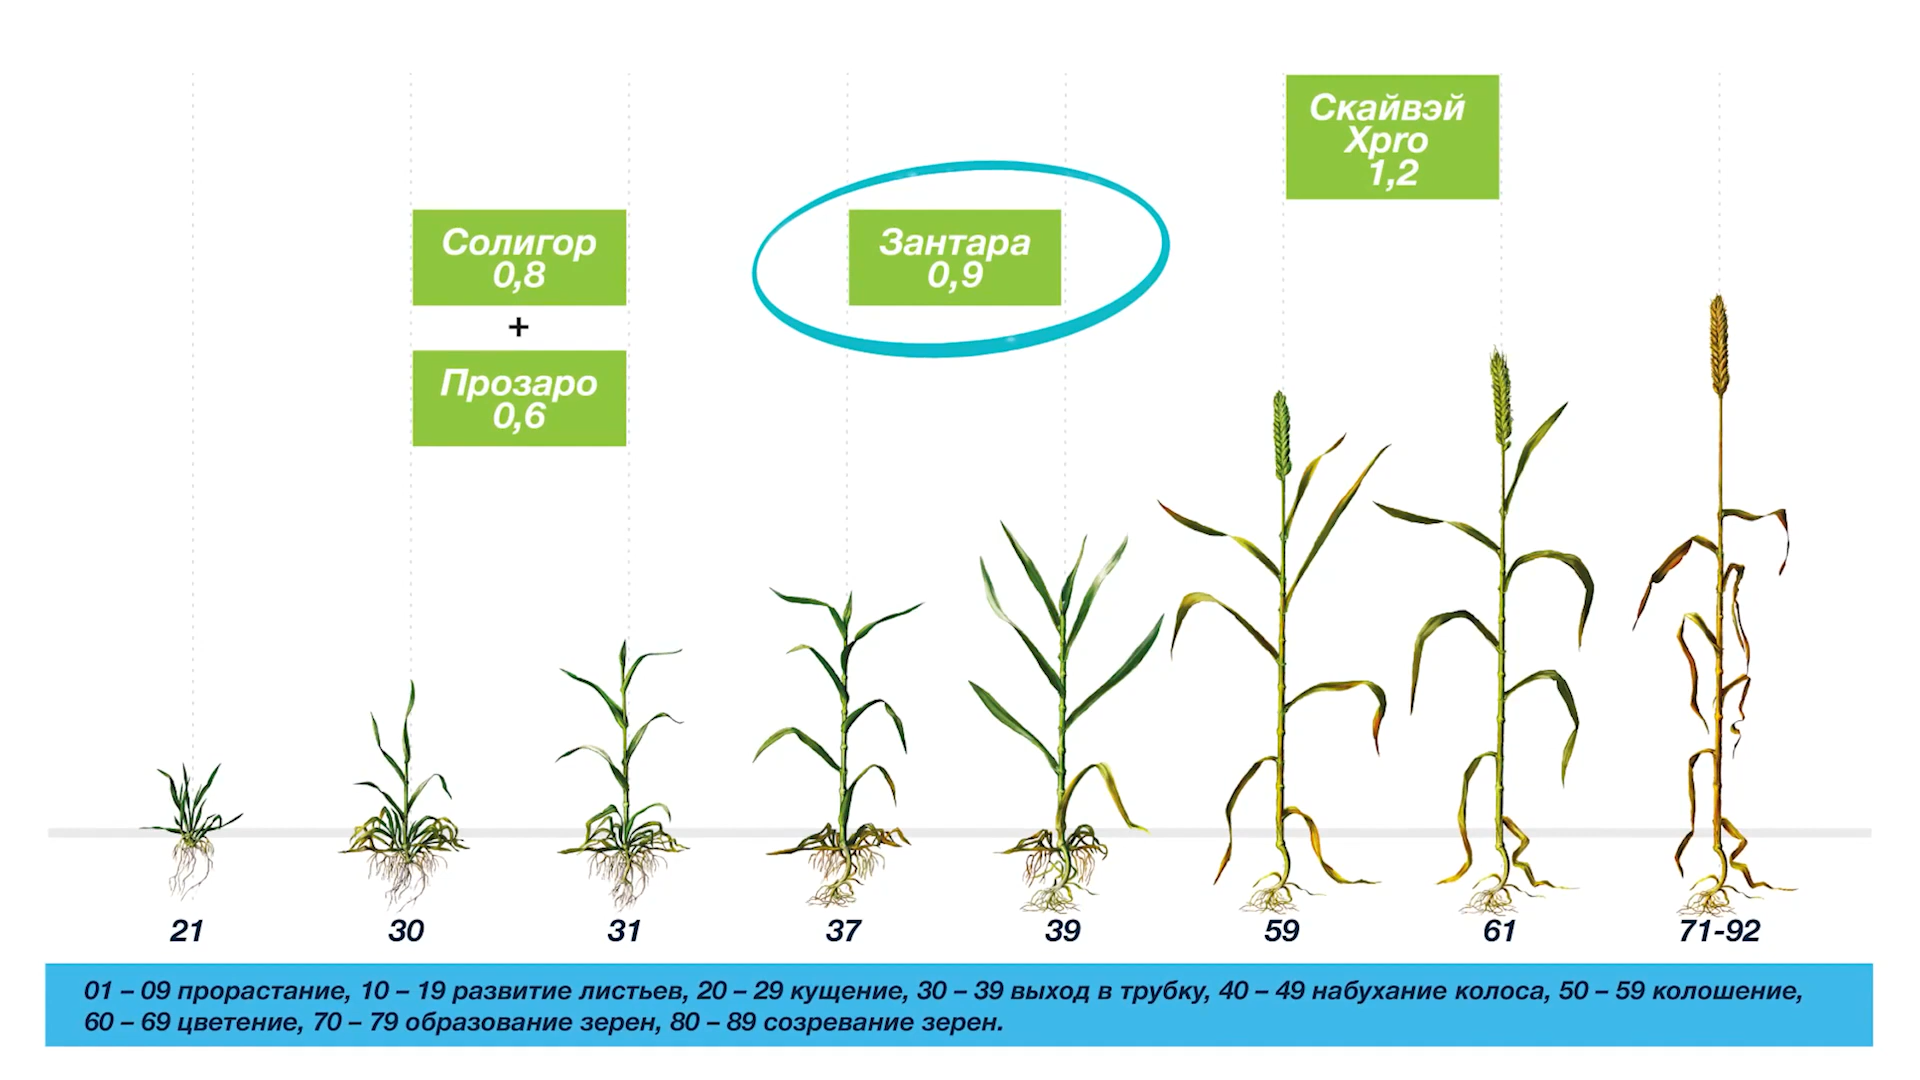 Скайвэй
Xpro
1,2
Солигор
0,8
+
Прозаро
0,6
Зантара
0,9
21
30
31
37
39
59
61
71-92
01 – 09 прорастание, 10 – 19 развитие листьев, 20 – 29 кущение, 30 – 39 выход в трубку, 40 – 49 набухание колоса, 50 – 59 колошение,
60 – 69 цветение, 70 – 79 образование зерен, 80 – 89 созревание зерен.